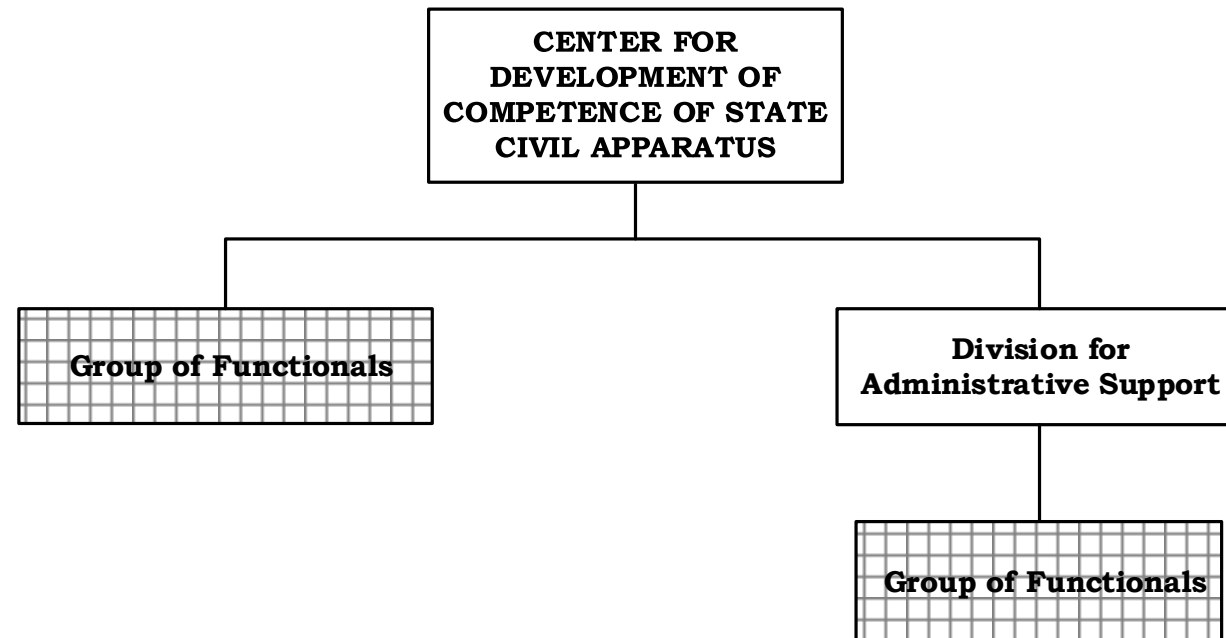 CENTER FOR
DEVELOPMENT OF
COMPETENCE OF STATE
CIVIL APPARATUS
Group of Functionals
Division for
Administrative Support
Group of Functionals